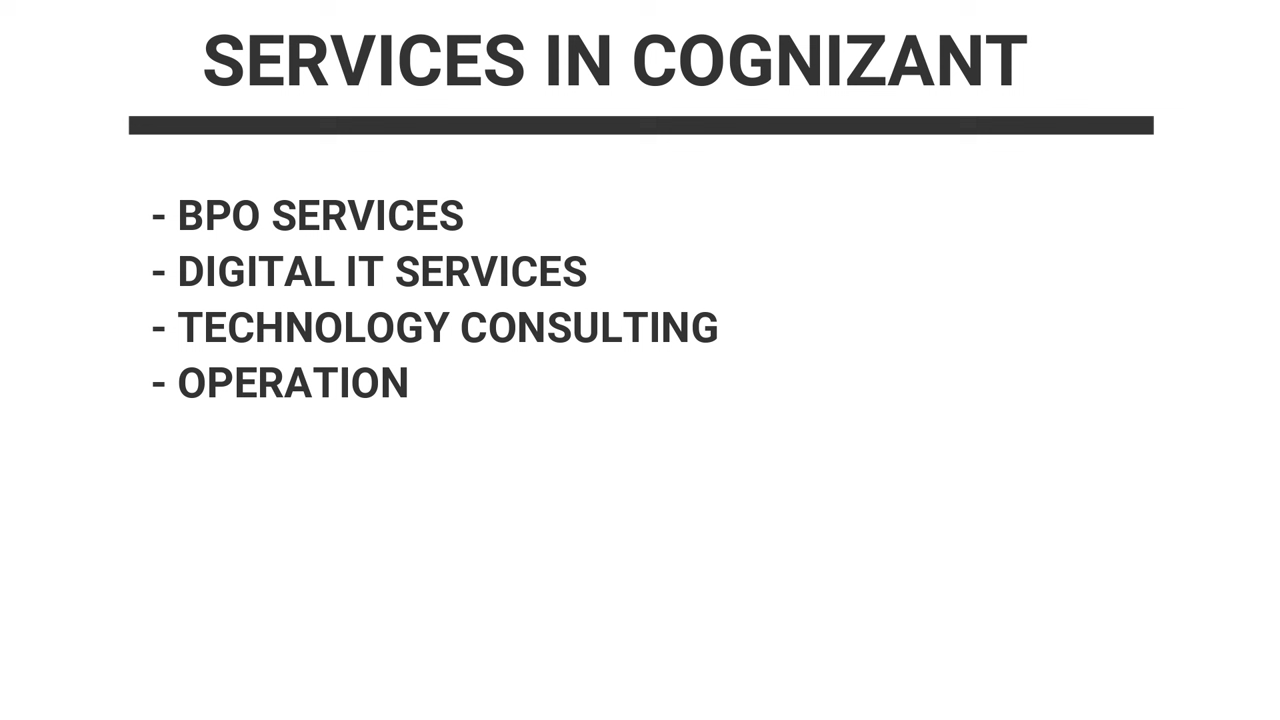 SERVICES IN COGNIZANT
- BPO SERVICES
- DIGITAL IT SERVICES
- TECHNOLOGY CONSULTING
- OPERATION